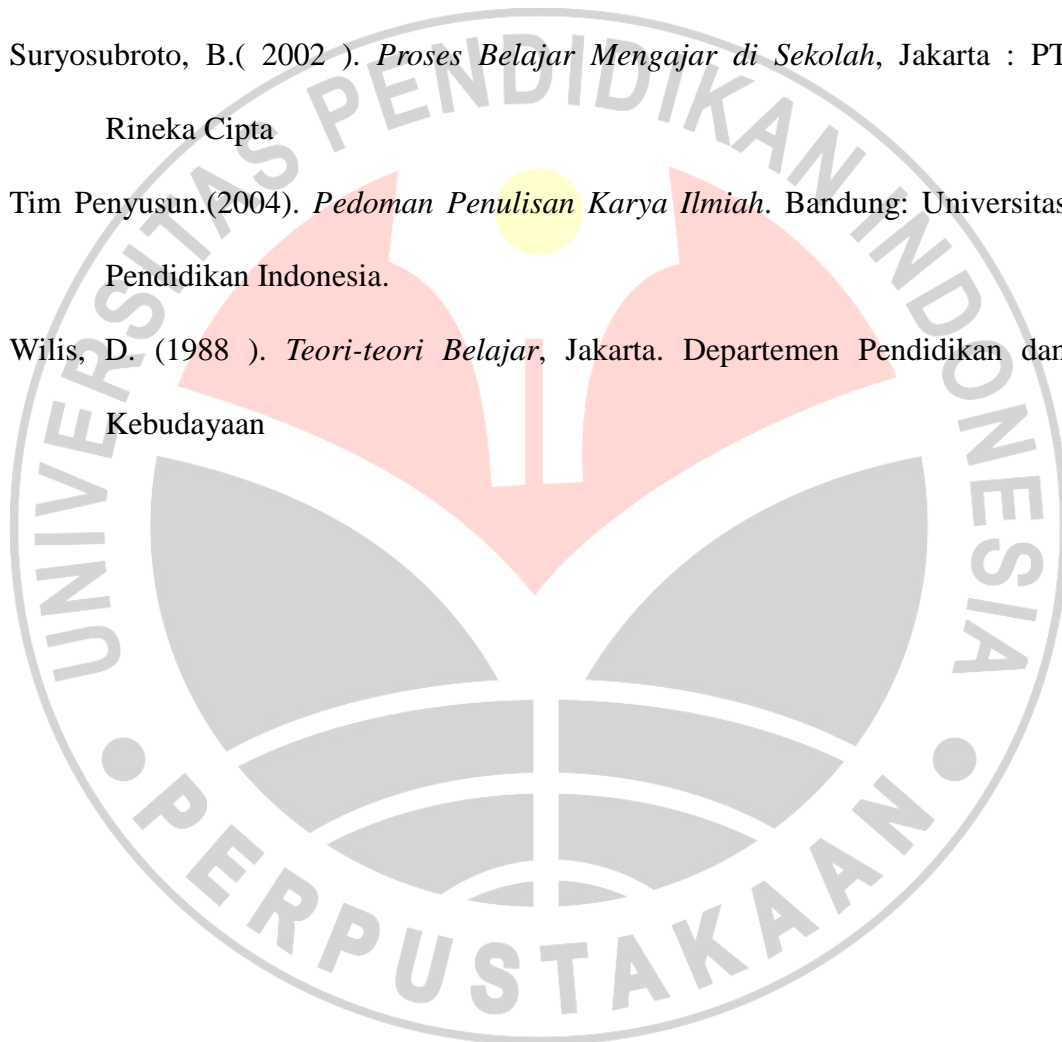 Suryosubroto, B.( 2002 ). Proses Belajar Mengajar di Sekolah, Jakarta : PT
Rineka Cipta
Tim Penyusun.(2004). Pedoman Penulisan Karya Ilmiah. Bandung: Universitas
Pendidikan Indonesia.
Wilis, D. (1988 ). Teori-teori Belajar, Jakarta. Departemen Pendidikan dan
Kebudayaan
UNIVERSITAS PENDIDIKAN INDONESIA
PERPUSTAKAAN